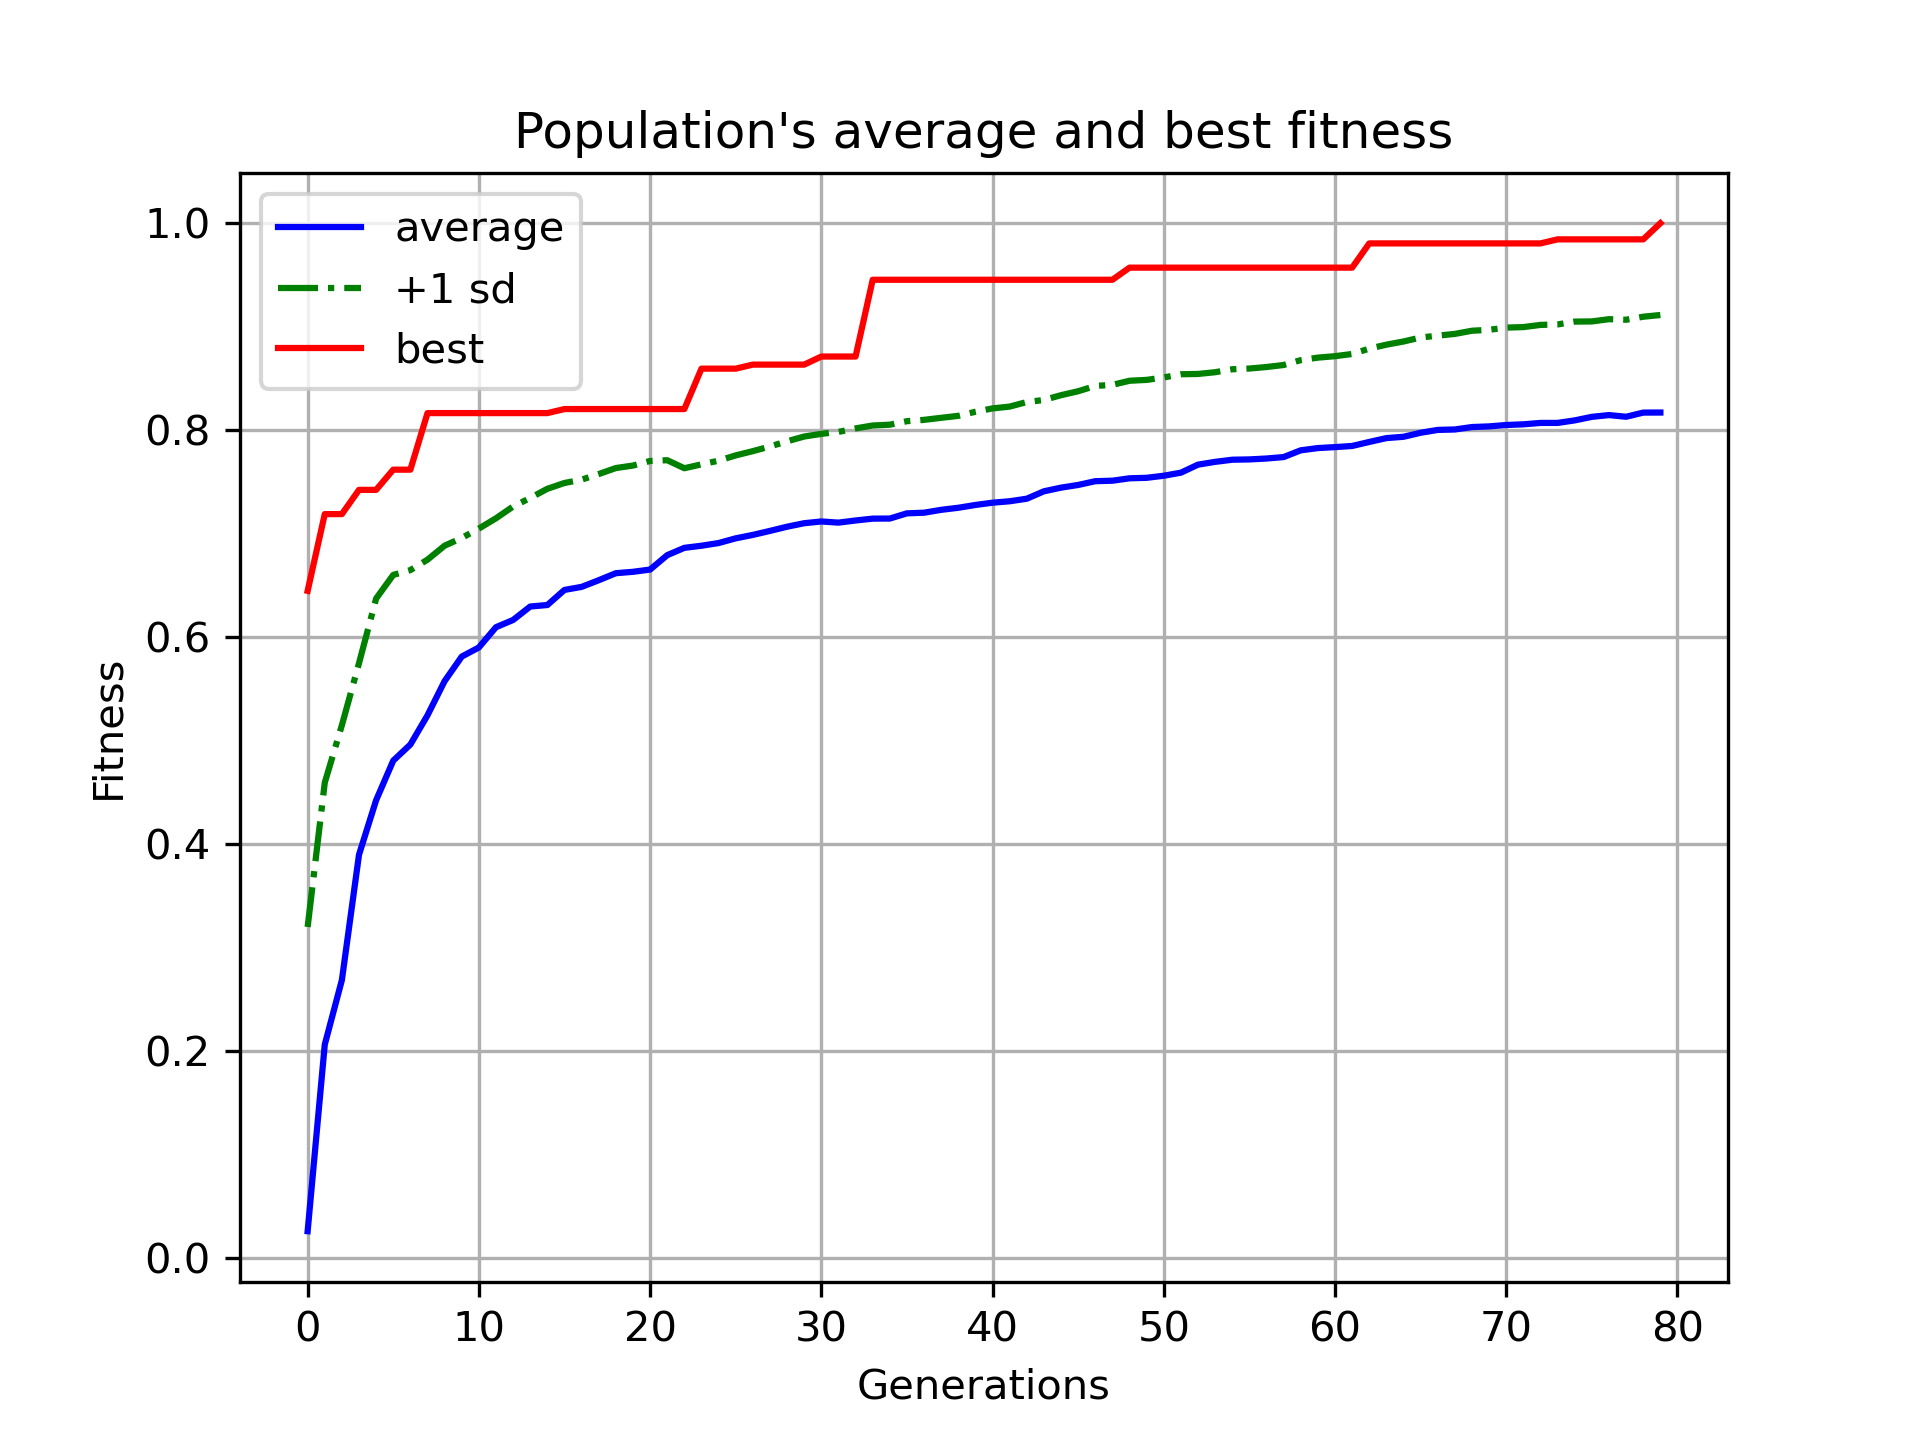 Population's average and best fitness
average
+1 sd
best
1.0
0.8
0.6
0.4
0.2
0.0
Fitness
0 10 20 30 40 50 60 70 80
Generations